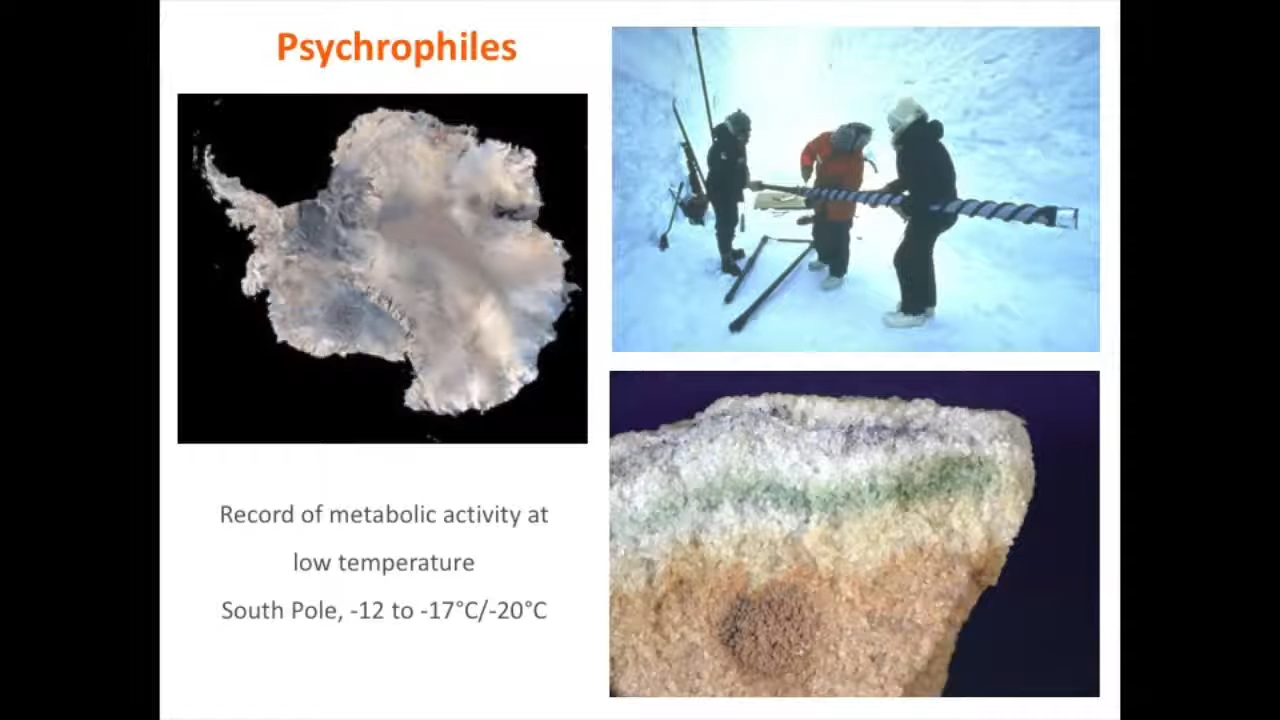 Psychrophiles
Record of metabolic activity at
low temperature
South Pole, -12 to -17°C/-20°C